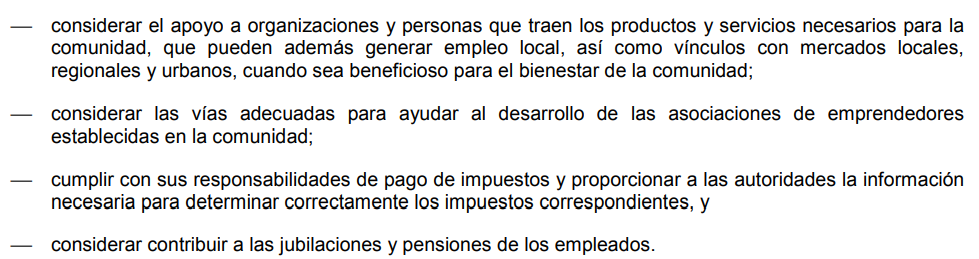 — considerar el apoyo a organizaciones y personas que traen los productos y servicios necesarios para la
comunidad, que pueden además generar empleo local, así como vínculos con mercados locales,
regionales y urbanos, cuando sea beneficioso para el bienestar de la comunidad;
— considerar las vías adecuadas para ayudar al desarrollo de las asociaciones de emprendedores
establecidas en la comunidad;
— cumplir con sus responsabilidades de pago de impuestos y proporcionar a las autoridades la información
necesaria para determinar correctamente los impuestos correspondientes, y
— considerar contribuir a las jubilaciones y pensiones de los empleados.